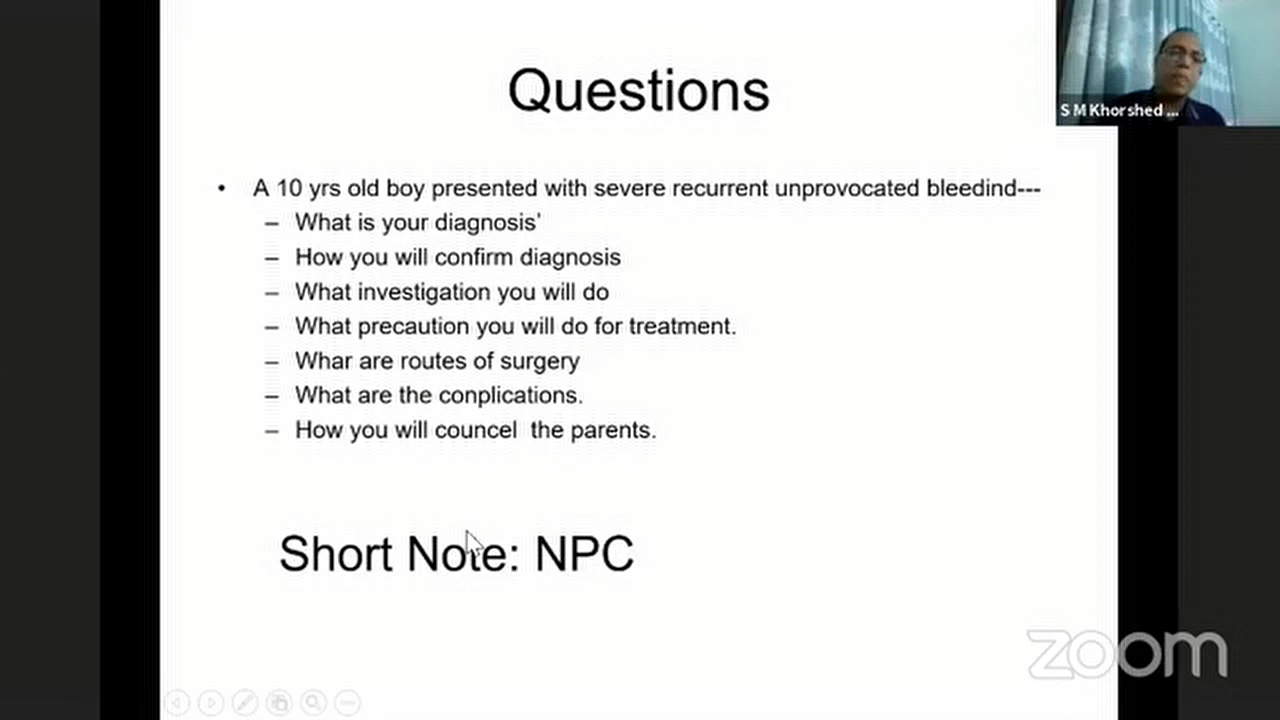 Questions
S M Khorshed ...
• A 10 yrs old boy presented with severe recurrent unprovocated bleedind---
– What is your diagnosis'
– How you will confirm diagnosis
– What investigation you will do
– What precaution you will do for treatment.
– Whar are routes of surgery
– What are the conplications.
– How you will councel the parents.
Short Note: NPC
zoom